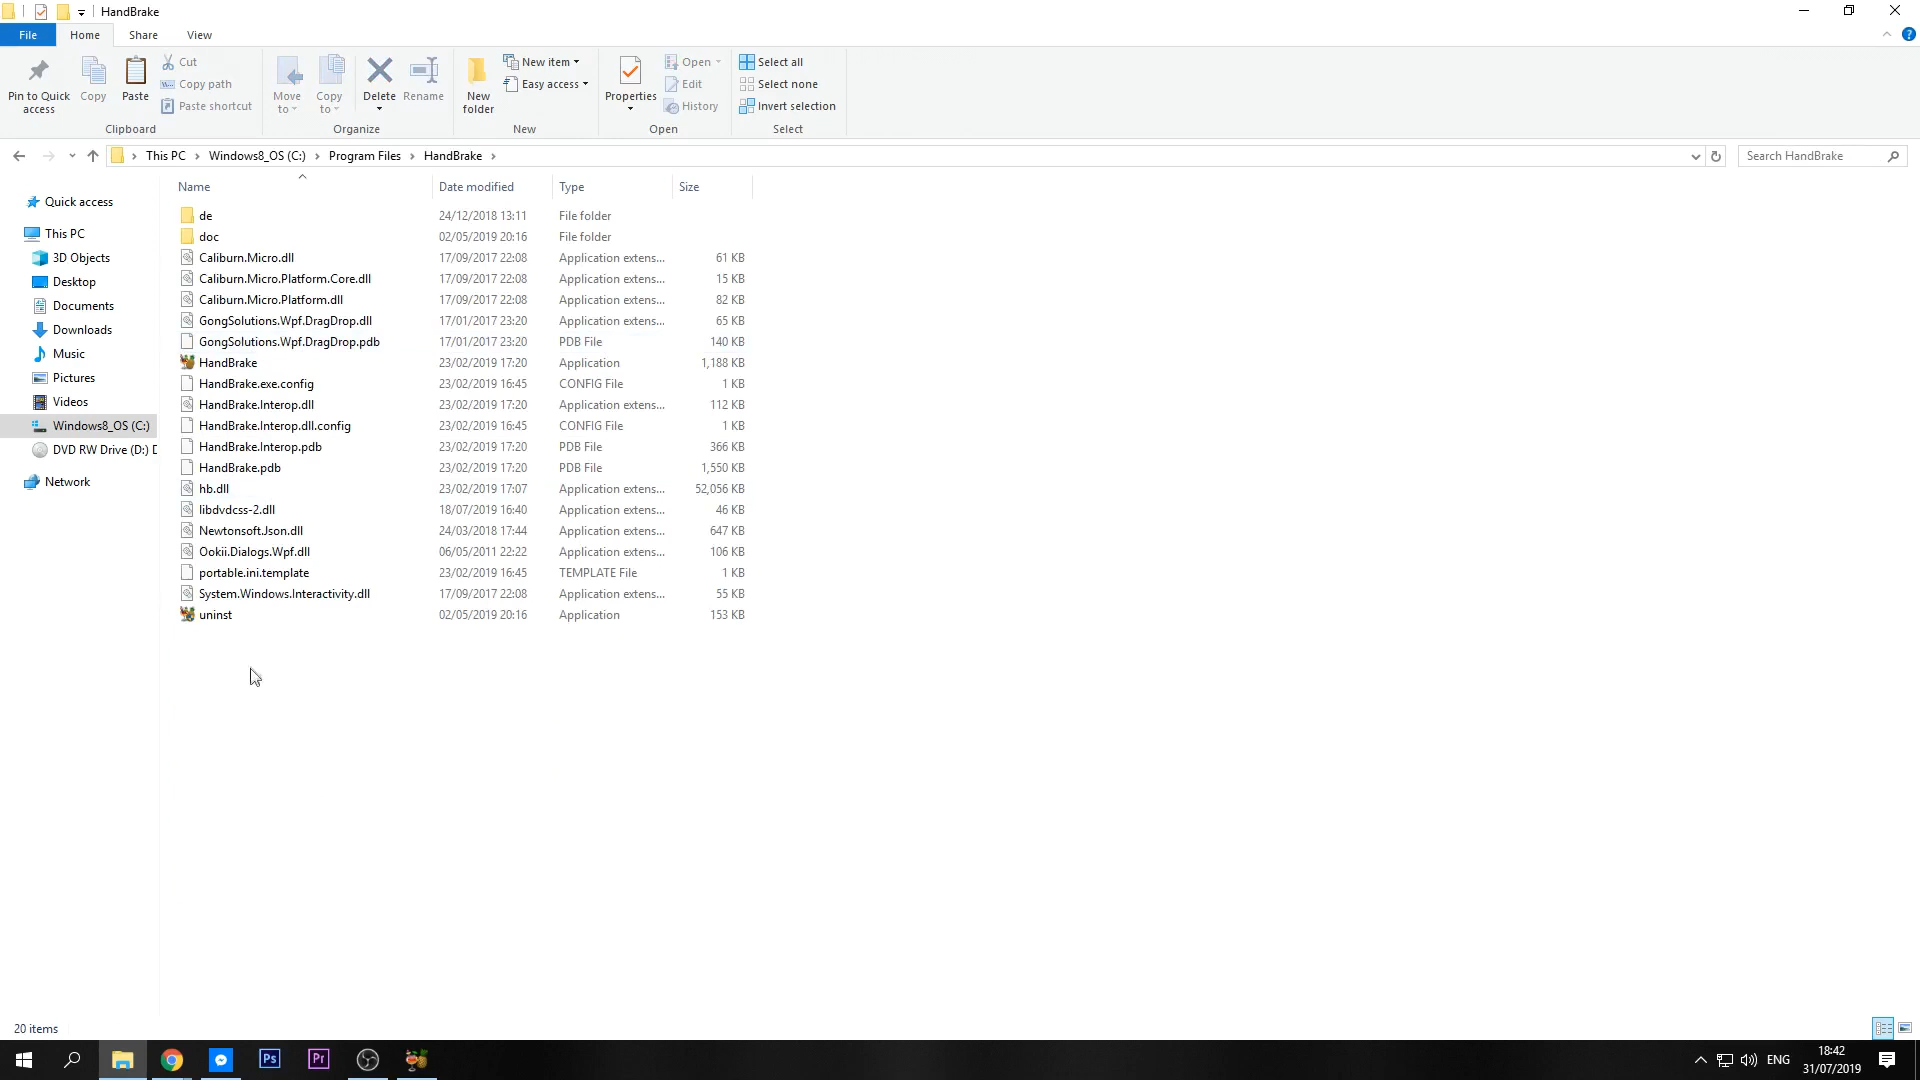 HandBrake
File Home Share View
Pin to Quick access
Copy
Paste
Cut
Copy path
Paste shortcut
Clipboard
Move to
Copy to
Delete
Rename
Organize
New folder
New item
Easy access
New
Properties
Open
Edit
History
Open
Select all
Select none
Invert selection
Select
This PC > Windows8_OS (C:) > Program Files > HandBrake >
Search HandBrake
Quick access
This PC
3D Objects
Desktop
Documents
Downloads
Music
Pictures
Videos
Windows8_OS (C:)
DVD RW Drive (D:) D
Network
Name Date modified Type Size
de 24/12/2018 13:11 File folder
doc 02/05/2019 20:16 File folder
Caliburn.Micro.dll 17/09/2017 22:08 Application extens... 61 KB
Caliburn.Micro.Platform.Core.dll 17/09/2017 22:08 Application extens... 15 KB
Caliburn.Micro.Platform.dll 17/09/2017 22:08 Application extens... 82 KB
GongSolutions.Wpf.DragDrop.dll 17/01/2017 23:20 Application extens... 65 KB
GongSolutions.Wpf.DragDrop.pdb 17/01/2017 23:20 PDB File 140 KB
HandBrake 23/02/2019 17:20 Application 1,188 KB
HandBrake.exe.config 23/02/2019 16:45 CONFIG File 1 KB
HandBrake.Interop.dll 23/02/2019 17:20 Application extens... 112 KB
HandBrake.Interop.dll.config 23/02/2019 16:45 CONFIG File 1 KB
HandBrake.Interop.pdb 23/02/2019 17:20 PDB File 366 KB
HandBrake.pdb 23/02/2019 17:20 PDB File 1,550 KB
hb.dll 23/02/2019 17:07 Application extens... 52,056 KB
libdvdcss-2.dll 18/07/2019 16:40 Application extens... 46 KB
Newtonsoft.Json.dll 24/03/2018 17:44 Application extens... 647 KB
Ookii.Dialogs.Wpf.dll 06/05/2011 22:22 Application extens... 106 KB
portable.ini.template 23/02/2019 16:45 TEMPLATE File 1 KB
System.Windows.Interactivity.dll 17/09/2017 22:08 Application extens... 55 KB
uninst 02/05/2019 20:16 Application 153 KB
20 items
Ps
Pr
ENG
18:42
31/07/2019